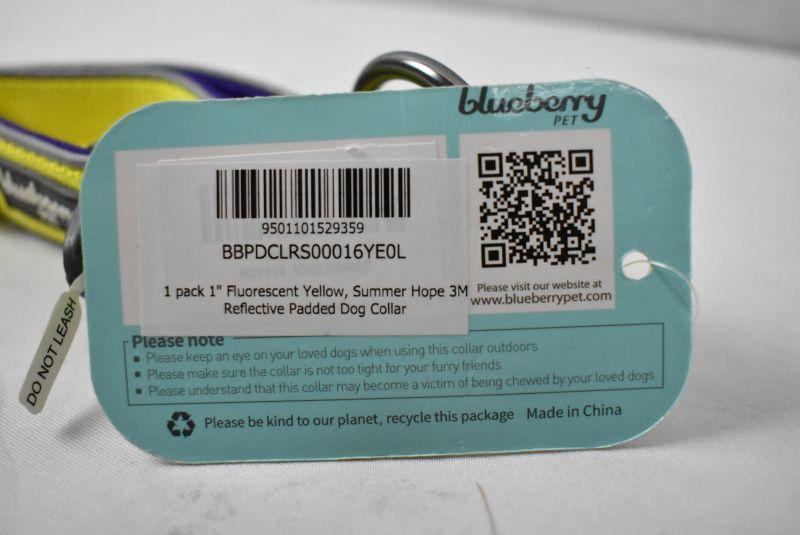 blueberry
PET
9501101529359
BBPDCLRS00016YE0L
1 pack 1" Fluorescent Yellow, Summer Hope 3M
Reflective Padded Dog Collar
Please visit our website at
www.blueberrypet.com
Please note
▪ Please keep an eye on your loved dogs when using this collar outdoors
▪ Please make sure the collar is not too tight for your furry friends
▪ Please understand that this collar may become a victim of being chewed by your loved dogs
Please be kind to our planet, recycle this package Made in China
DO NOT LEASH
blueberry